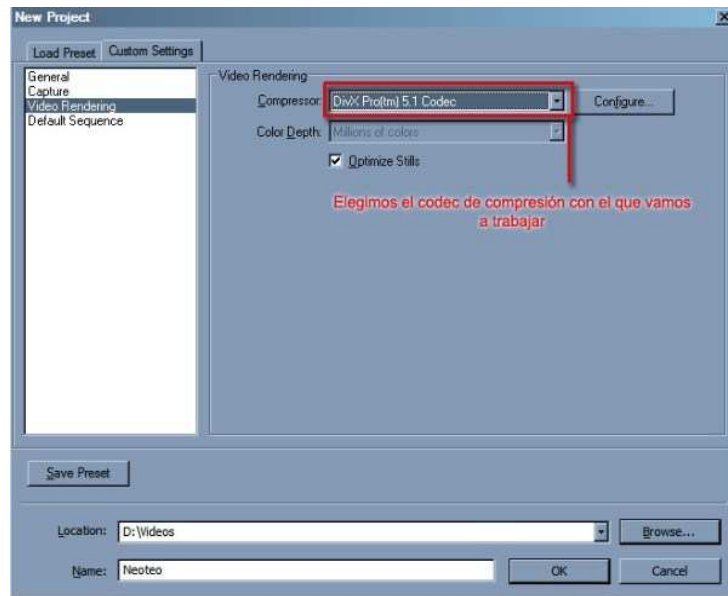 New Project
Load Preset Custom Settings
General
Capture
Video Rendering
Default Sequence
Video Rendering
Compressor: DivX Pro(tm) 5.1 Codec Configure...
Color Depth: Millions of colors
Optimize Stills
Elegimos el codec de compresión con el que vamos
a trabajar
Save Preset
Location: D:\Videos Browse...
Name: Neoteo OK Cancel